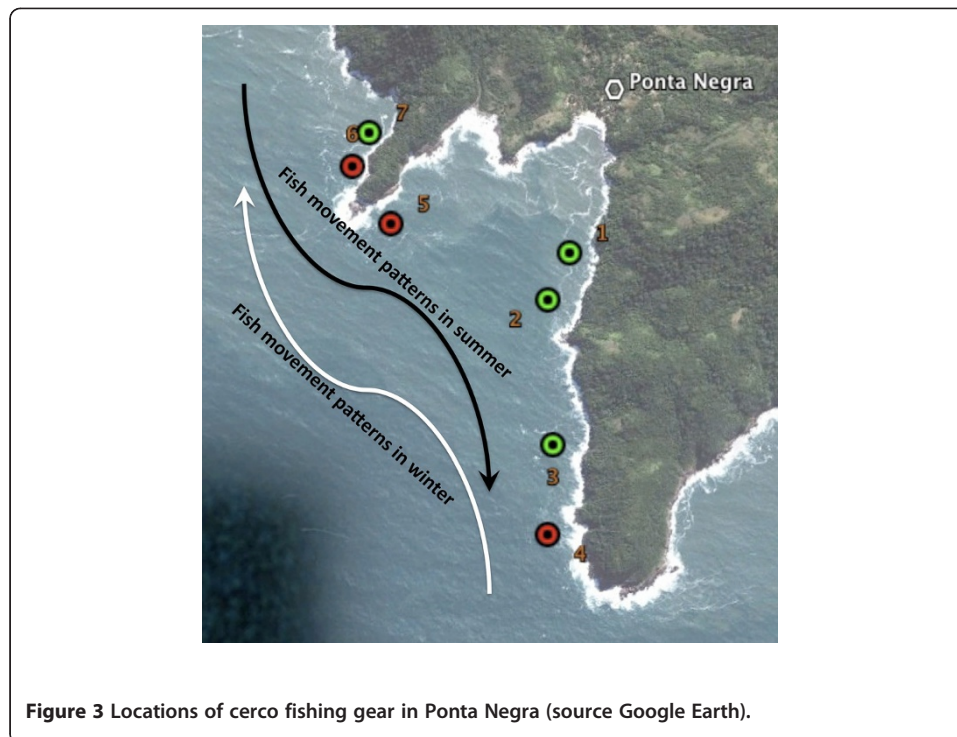 Ponta Negra
7
6
5
1
2
3
4
Fish movement patterns in summer
Fish movement patterns in winter
Figure 3 Locations of cerco fishing gear in Ponta Negra (source Google Earth).